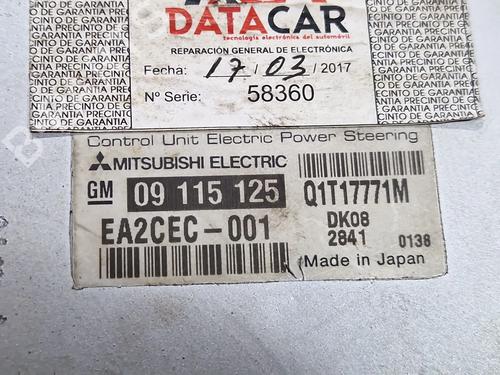 DATACAR
tecnología electrónica del automóvil
REPARACIÓN GENERAL DE ELECTRÓNICA
Fecha: 17/03/2017
Nº Serie: 58360
PRECINTO DE GARANTIA
Control Unit Electric Power Steering
MITSUBISHI ELECTRIC
GM 09 115 125 Q1T17771M
EA2CEC-001 DK08
2841 0138
Made in Japan